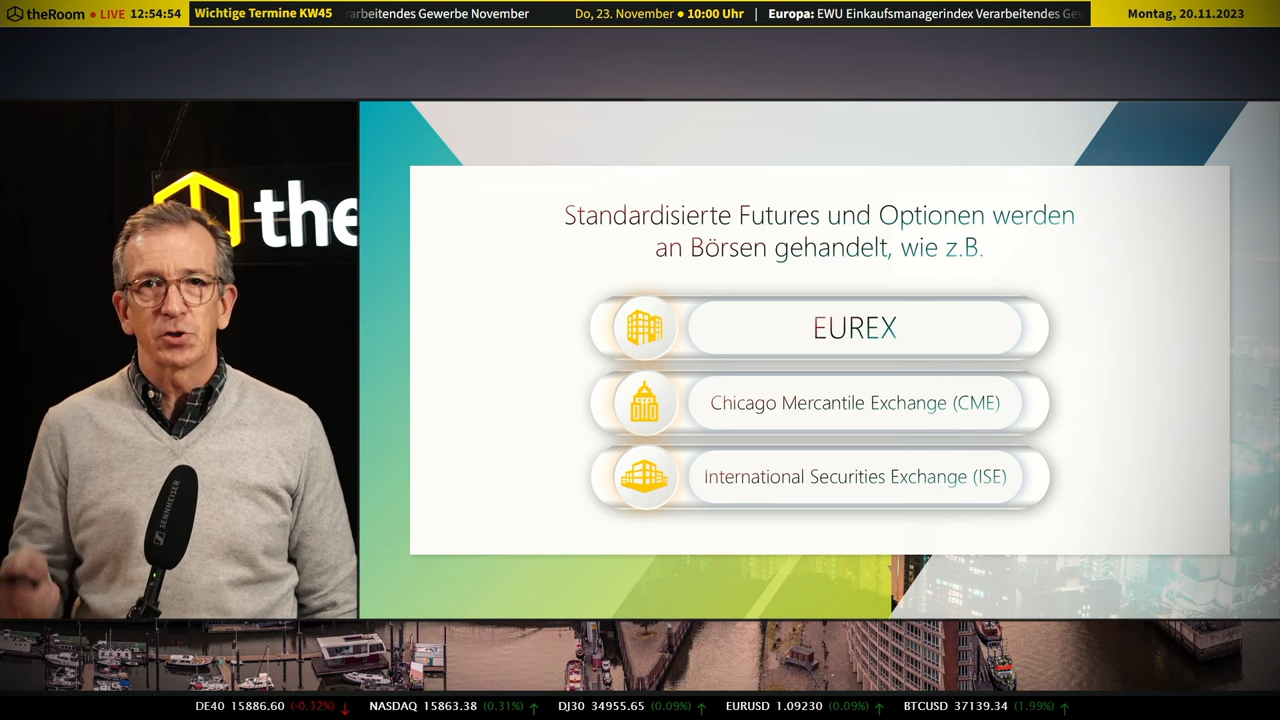 theRoom • LIVE 12:54:54 Wichtige Termine KW45 rarbeitendes Gewerbe November Do, 23. November • 10:00 Uhr | Europa: EWU Einkaufsmanagerindex Verarbeitendes Montag, 20.11.2023
the
Standardisierte Futures und Optionen werden
an Börsen gehandelt, wie z.B.
EUREX
Chicago Mercantile Exchange (CME)
International Securities Exchange (ISE)
SENNHEISER
DE40 15886.60 (-0.32%) ↓ NASDAQ 15863.38 (0.31%) ↑ DJ30 34955.65 (0.09%) ↑ EURUSD 1.09230 (0.09%) ↑ BTCUSD 37139.34 (1.99%) ↑